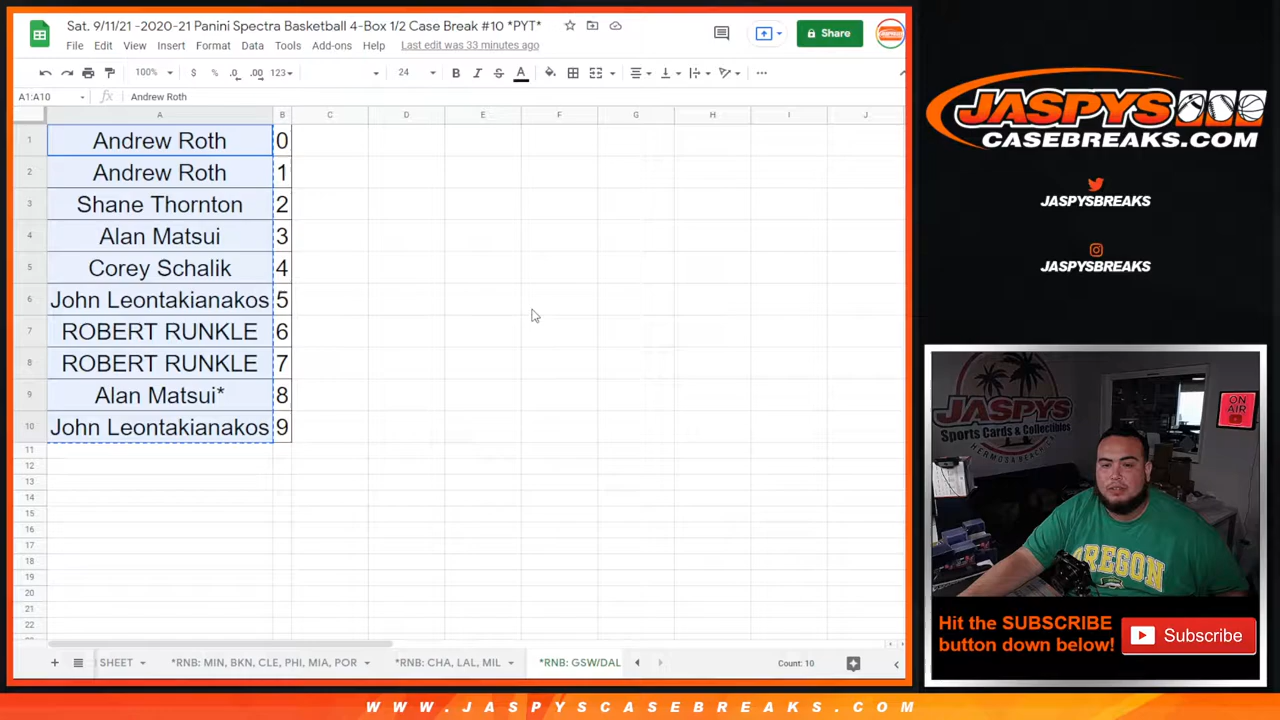 Sat. 9/11/21 -2020-21 Panini Spectra Basketball 4-Box 1/2 Case Break #10 *PYT*
File Edit View Insert Format Data Tools Add-ons Help Last edit was 33 minutes ago
Share
100% $ % .0 .00 123 24 B I S A
A1:A10 fx Andrew Roth
A B C D E F G H I J
1 Andrew Roth 0
2 Andrew Roth 1
3 Shane Thornton 2
4 Alan Matsui 3
5 Corey Schalik 4
6 John Leontakianakos 5
7 ROBERT RUNKLE 6
8 ROBERT RUNKLE 7
9 Alan Matsui* 8
10 John Leontakianakos 9
11
12
13
14
15
16
17
18
19
20
21
22
SHEET *RNB: MIN, BKN, CLE, PHI, MIA, POR *RNB: CHA, LAL, MIL *RNB: GSW/DAL Count: 10
JASPYS
CASEBREAKS.COM
JASPYSBREAKS
JASPYSBREAKS
JASPYS
Sports Cards & Collectibles
HERMOSA BEACH
ON AIR
OREGON
Hit the SUBSCRIBE
button down below!
Subscribe
WWW.JASPYSCASEBREAKS.COM